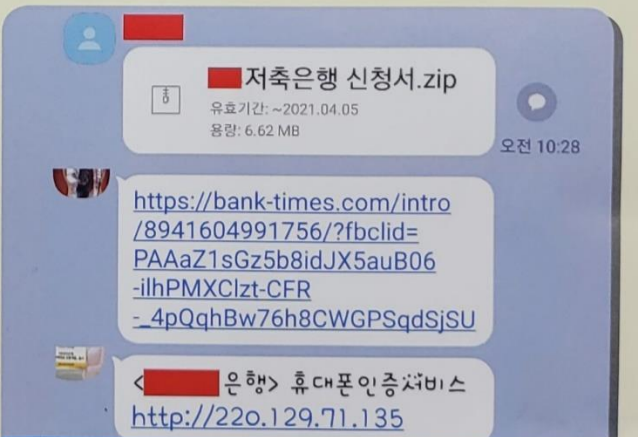 저축은행 신청서.zip
유효기간: ~2021.04.05
용량: 6.62 MB
오전 10:28
https://bank-times.com/intro
/8941604991756/?fbclid=
PAAaZ1sGz5b8idJX5auB06
-ilhPMXClzt-CFR
-_4pQqhBw76h8CWGPSqdSjSU
< 은행> 휴대폰인증서비스
http://22o.129.71.135